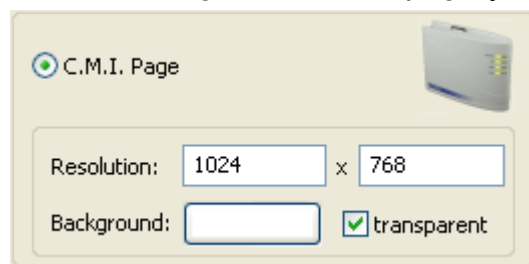 C.M.I. Page
Resolution: 1024 x 768
Background: transparent